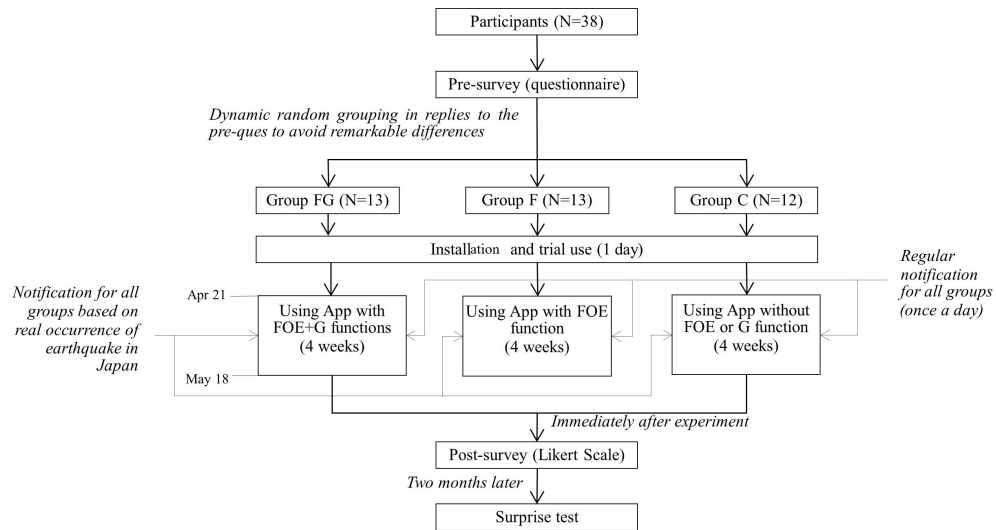 Participants (N=38)
Pre-survey (questionnaire)
Dynamic random grouping in replies to the
pre-ques to avoid remarkable differences
Group FG (N=13)
Group F (N=13)
Group C (N=12)
Installation and trial use (1 day)
Regular
notification
for all groups
(once a day)
Notification for all
groups based on
real occurrence of
earthquake in
Japan
Apr 21
May 18
Using App with
FOE+G functions
(4 weeks)
Using App with FOE
function
(4 weeks)
Using App without
FOE or G function
(4 weeks)
Immediately after experiment
Post-survey (Likert Scale)
Two months later
Surprise test